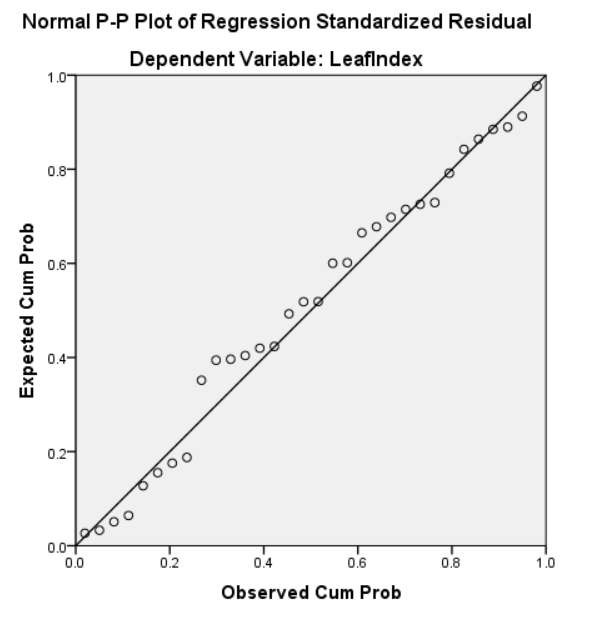 Normal P-P Plot of Regression Standardized Residual
Dependent Variable: LeafIndex
1.0
0.8
0.6
0.4
0.2
0.0
Expected Cum Prob
0.0 0.2 0.4 0.6 0.8 1.0
Observed Cum Prob